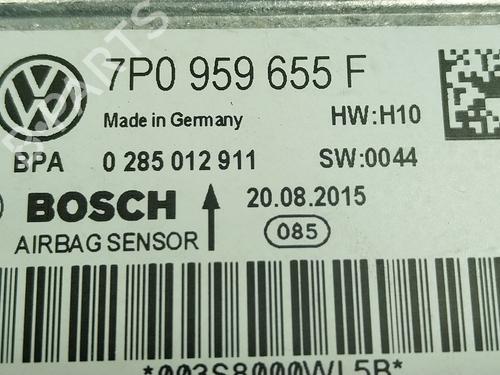 7P0 959 655 F
Made in Germany HW:H10
BPA 0 285 012 911 SW:0044
BOSCH 20.08.2015
AIRBAG SENSOR 085
*003S8000WL5B*